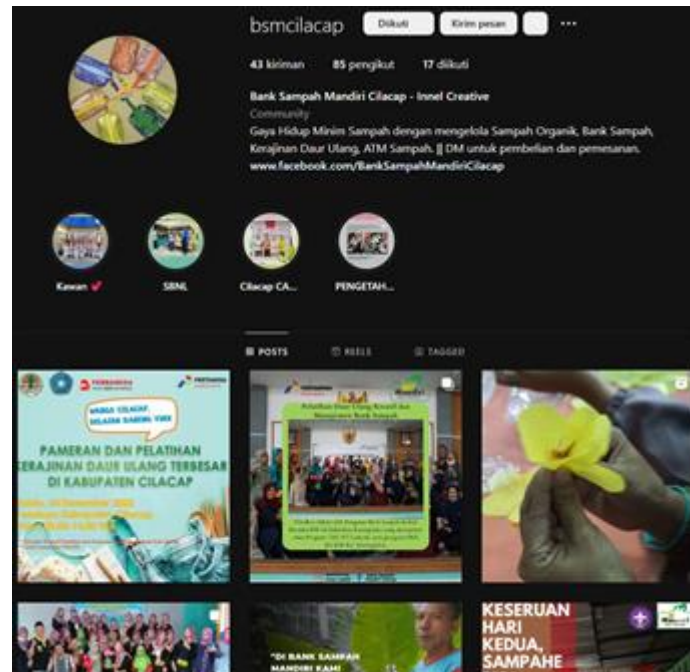 bsmcilacap Diikuti Kirim pesan
43 kiriman 85 pengikut 17 diikuti
Bank Sampah Mandiri Cilacap - Innel Creative
Community
Gaya Hidup Minim Sampah dengan mengelola Sampah Organik, Bank Sampah,
Kerajinan Daur Ulang, ATM Sampah. || DM untuk pembelian dan pemesanan.
www.facebook.com/BankSampahMandiriCilacap
Kawan
SBNL
Cilacap CA...
PENGETAH...
POSTS REELS TAGGED
PERTAMINA
WARGA CILACAP,
PAMERAN DAN PELATIHAN
KERAJINAN DAUR ULANG TERBESAR
DI KABUPATEN CILACAP
Pelatihan Daur Ulang Kreatif dan
Manajemen Bank Sampah
"DI BANK SAMPAH
MANDIRI KAMI
KESERUAN
HARI
KEDUA,
SAMPAHE